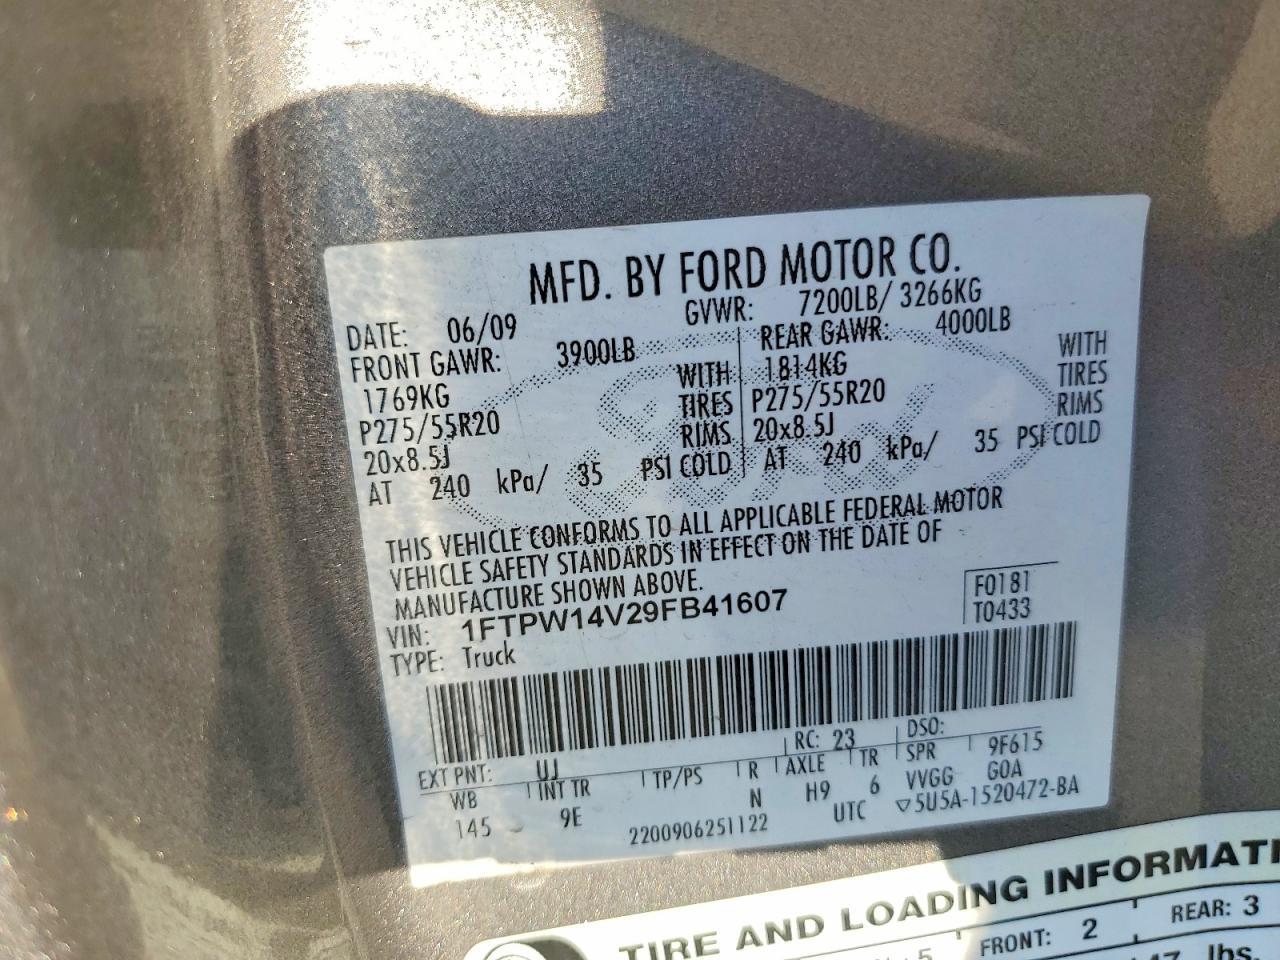 MFD. BY FORD MOTOR CO.
DATE: 06/09 GVWR: 7200LB/ 3266KG
FRONT GAWR: 3900LB REAR GAWR: 4000LB
1769KG WITH 1814KG WITH
P275/55R20 TIRES P275/55R20 TIRES
20x8.5J RIMS 20x8.5J RIMS
AT 240 kPa/ 35 PSI COLD AT 240 kPa/ 35 PSI COLD
THIS VEHICLE CONFORMS TO ALL APPLICABLE FEDERAL MOTOR
VEHICLE SAFETY STANDARDS IN EFFECT ON THE DATE OF
MANUFACTURE SHOWN ABOVE.
VIN: 1FTPW14V29FB41607 F0181
TYPE: Truck T0433
EXT PNT: UJ RC: 23 DSO:
WB INT TR TP/PS R AXLE TR SPR 9F615
145 9E N H9 6 VVGG GOA
2200906251122 UTC ▽5U5A-1520472-BA
TIRE AND LOADING INFORMATI
5 FRONT: 2 REAR: 3
lbs.